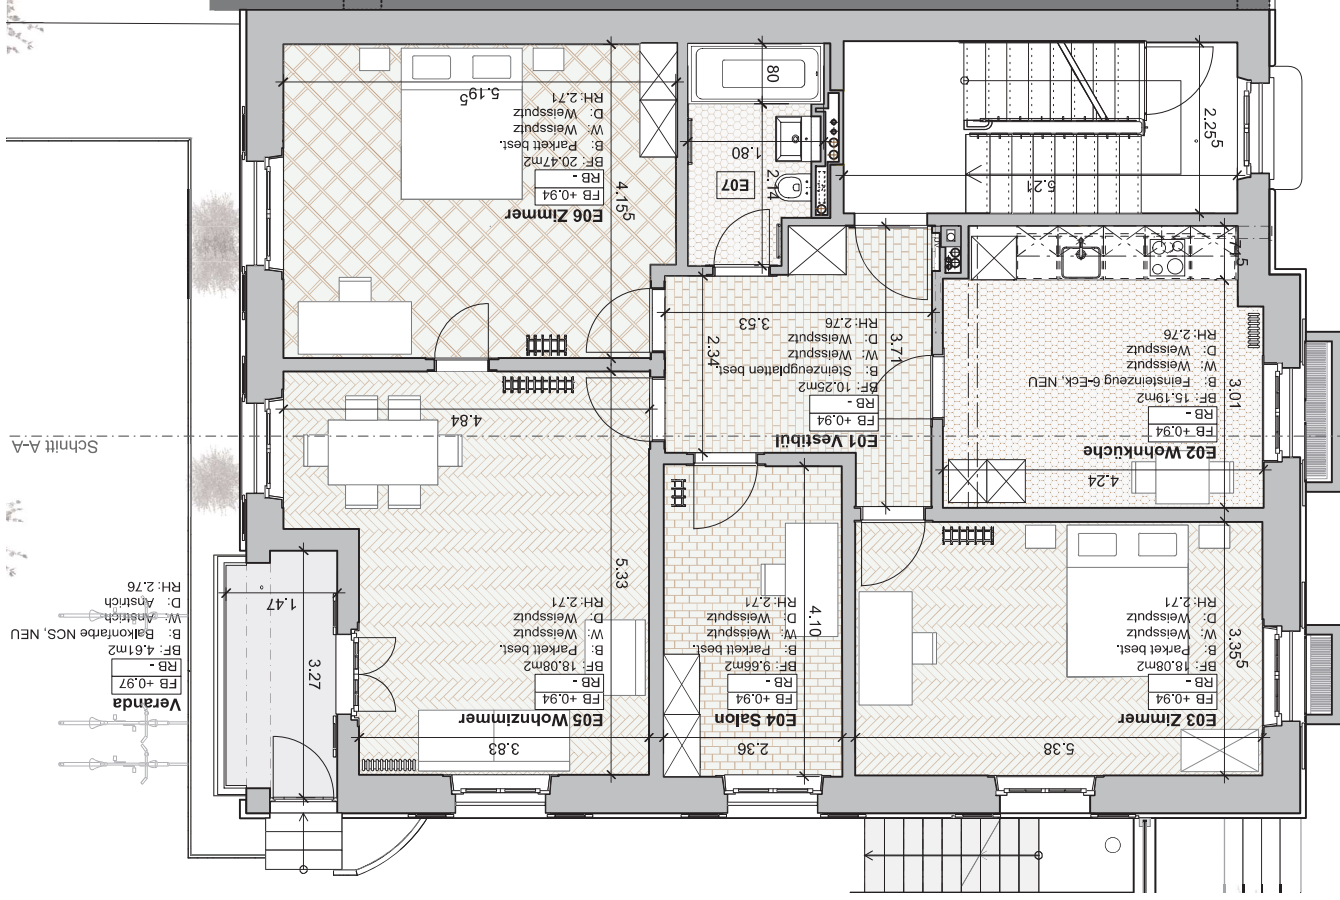 E03 Zimmer
FB +0.94
RB -
BF: 18.08m2
B: Parket best.
W: Weissputz
D: Weissputz
RH: 2.71
5.38
3.35⁵
E04 Salon
FB +0.94
RB -
BF: 9.66m2
B: Parkett best.
W: Weissputz
D: Weissputz
RH: 2.71
2.36
4.10
E05 Wohnzimmer
FB +0.94
RB -
BF: 18.08m2
B: Parkett best.
W: Weissputz
D: Weissputz
RH: 2.71
3.83
5.33
4.84
Veranda
FB +0.97
RB -
BF: 4.61m2
B: Balkonfarbe NCS, NEU
W: Anstrich
D: Anstrich
RH: 2.76
3.27
1.47
E02 Wohnküche
FB +0.94
RB -
BF: 15.19m2
B: Feinsteinzeug 6-Eck, NEU
W: Weissputz
D: Weissputz
RH: 2.76
4.24
3.01
E01 Vestibül
FB +0.94
RB -
BF: 10.25m2
B: Steinzeugplatten best.
W: Weissputz
D: Weissputz
RH: 2.76
3.71
3.53
2.34
Schnitt A-A
E06 Zimmer
FB +0.94
RB -
BF: 20.47m2
B: Parkett best.
W: Weissputz
D: Weissputz
RH: 2.71
4.15⁵
5.19⁵
E07
2.14
1.80
80
2.25⁵